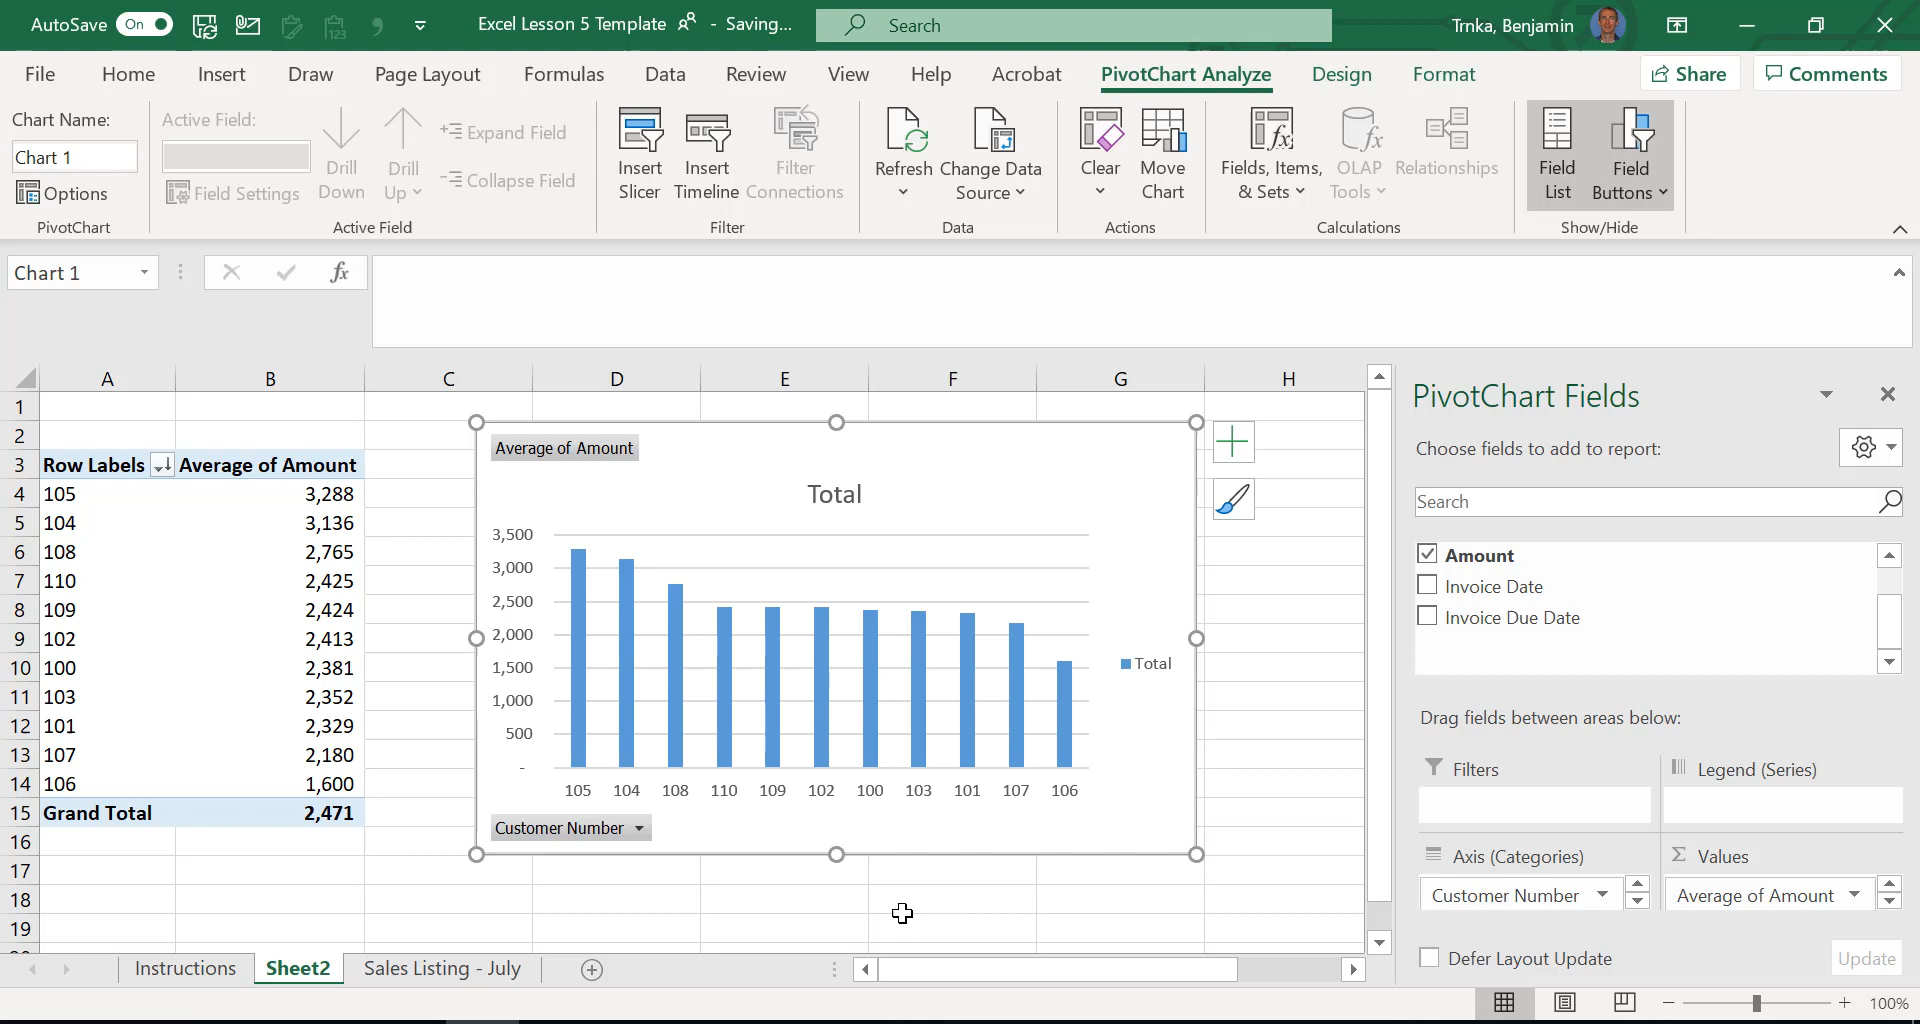 AutoSave On Excel Lesson 5 Template - Saving... Search Trnka, Benjamin
File Home Insert Draw Page Layout Formulas Data Review View Help Acrobat PivotChart Analyze Design Format Share Comments
Chart Name:
Chart 1
Options
PivotChart
Active Field:
Field Settings
Drill Down
Drill Up
Expand Field
Collapse Field
Active Field
Insert Slicer
Insert Timeline
Filter Connections
Filter
Refresh
Change Data Source
Data
Clear
Move Chart
Actions
Fields, Items, & Sets
OLAP Tools
Relationships
Calculations
Field List
Field Buttons
Show/Hide
Chart 1 fx
A B C D E F G H
1
2
3 Row Labels Average of Amount
4 105 3,288
5 104 3,136
6 108 2,765
7 110 2,425
8 109 2,424
9 102 2,413
10 100 2,381
11 103 2,352
12 101 2,329
13 107 2,180
14 106 1,600
15 Grand Total 2,471
16
17
18
19
Average of Amount
Total
3,500
3,000
2,500
2,000
1,500
1,000
500
-
105 104 108 110 109 102 100 103 101 107 106
Total
Customer Number
PivotChart Fields
Choose fields to add to report:
Search
Amount
Invoice Date
Invoice Due Date
Drag fields between areas below:
Filters
Legend (Series)
Axis (Categories)
Customer Number
Values
Average of Amount
Defer Layout Update
Update
Instructions Sheet2 Sales Listing - July
100%